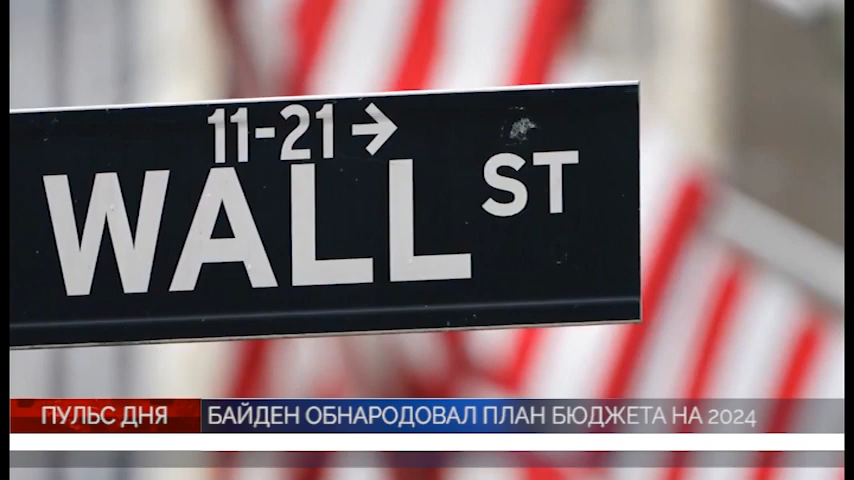 11-21 →
WALL ST
ПУЛЬС ДНЯ
БАЙДЕН ОБНАРОДОВАЛ ПЛАН БЮДЖЕТА НА 2024